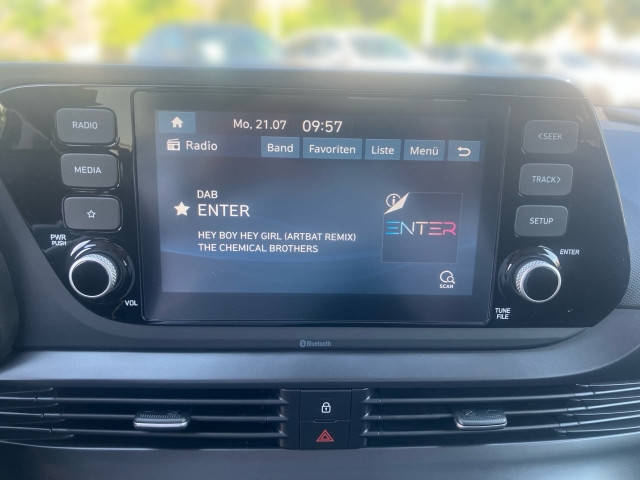 RADIO
MEDIA
PWR
PUSH
VOL
Mo, 21.07 09:57
Radio Band Favoriten Liste Menü
DAB
ENTER
HEY BOY HEY GIRL (ARTBAT REMIX)
THE CHEMICAL BROTHERS
ENTER
SCAN
<SEEK
TRACK>
SETUP
ENTER
TUNE
FILE
Bluetooth